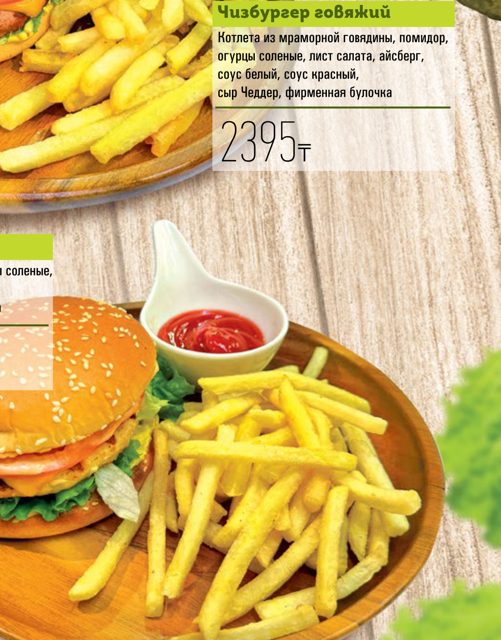 Чизбургер говяжий
Котлета из мраморной говядины, помидор,
огурцы соленые, лист салата, айсберг,
соус белый, соус красный,
сыр Чеддер, фирменная булочка
2395₸
соленые,